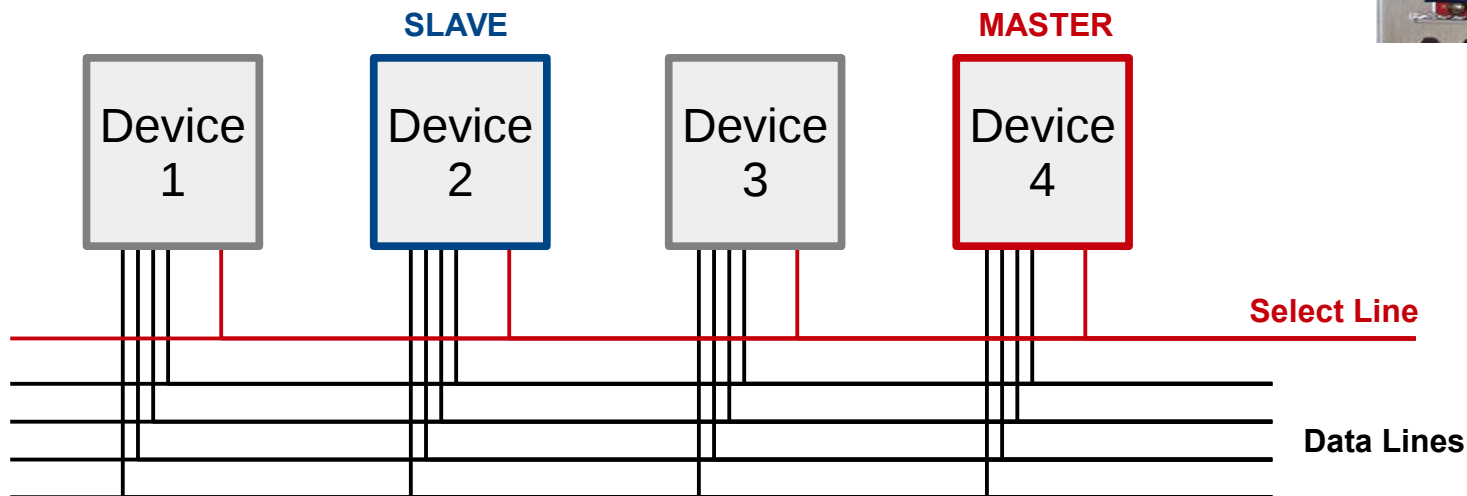 SLAVE
MASTER
Device
1
Device
2
Device
3
Device
4
Select Line
Data Lines